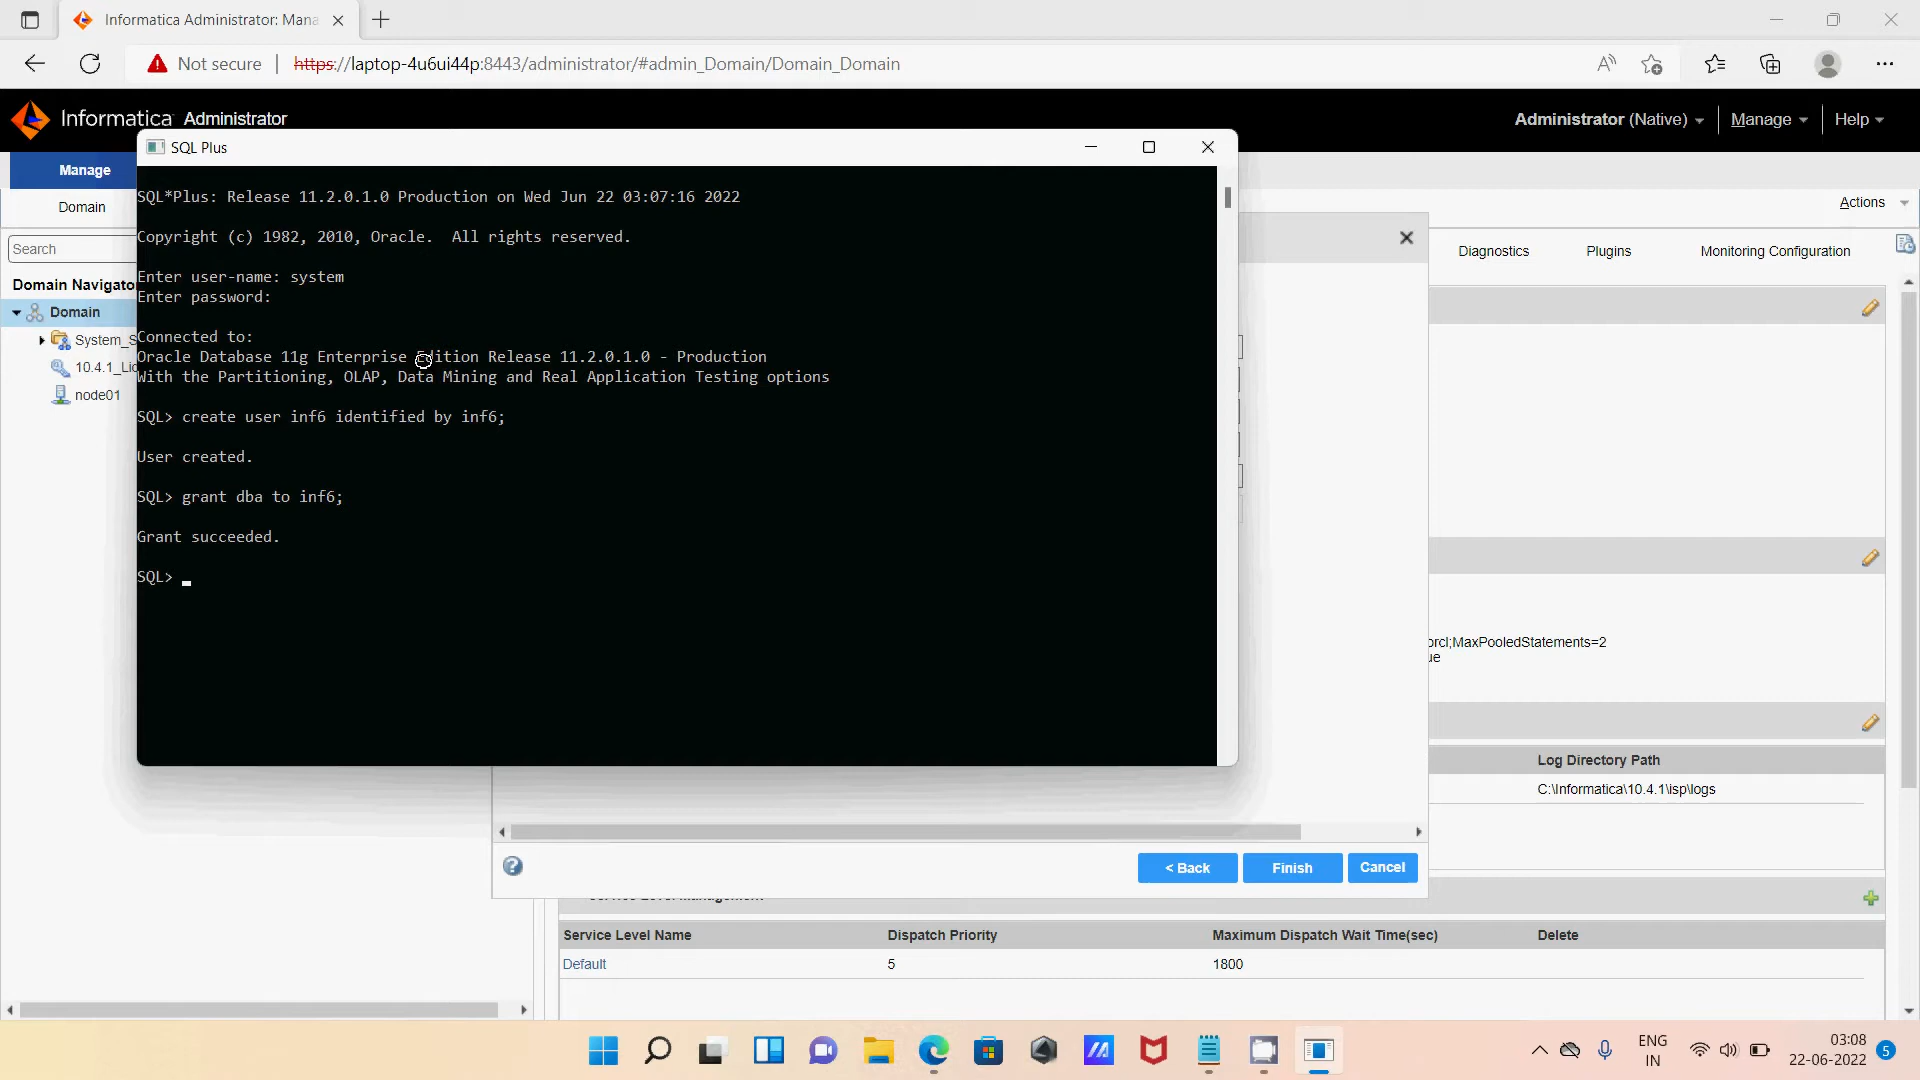 Informatica Administrator: Mana
Not secure
https://laptop-4u6ui44p:8443/administrator/#admin_Domain/Domain_Domain
Informatica Administrator
Administrator (Native)
Manage
Help
SQL Plus
Manage
Domain
Actions
Search
Diagnostics
Plugins
Monitoring Configuration
Domain Navigato
Domain
System_S
10.4.1_Lic
node01
SQL*Plus: Release 11.2.0.1.0 Production on Wed Jun 22 03:07:16 2022
Copyright (c) 1982, 2010, Oracle.  All rights reserved.
Enter user-name: system
Enter password:
Connected to:
Oracle Database 11g Enterprise Edition Release 11.2.0.1.0 - Production
With the Partitioning, OLAP, Data Mining and Real Application Testing options
SQL> create user inf6 identified by inf6;
User created.
SQL> grant dba to inf6;
Grant succeeded.
SQL> _
orcl;MaxPooledStatements=2
ue
Log Directory Path
C:\Informatica\10.4.1\isp\logs
< Back
Finish
Cancel
Service Level Name
Dispatch Priority
Maximum Dispatch Wait Time(sec)
Delete
Default
5
1800
ENG
IN
03:08
22-06-2022
5